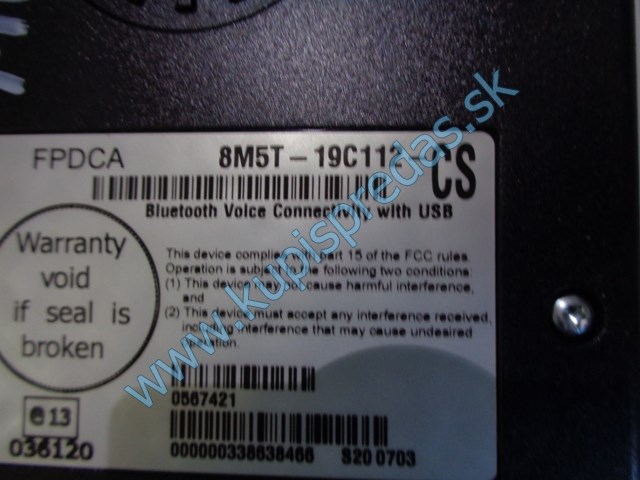 FPDCA 8M5T-19C112-CS
Bluetooth Voice Connectivity with USB
Warranty
void
if seal is
broken
This device complies with part 15 of the FCC rules.
Operation is subject to the following two conditions:
(1) This device may not cause harmful interference,
and
(2) This device must accept any interference received,
including interference that may cause undesired
operation.
0567421
e13
036120
000000338638466 S20 0703
www.kupispredas.sk